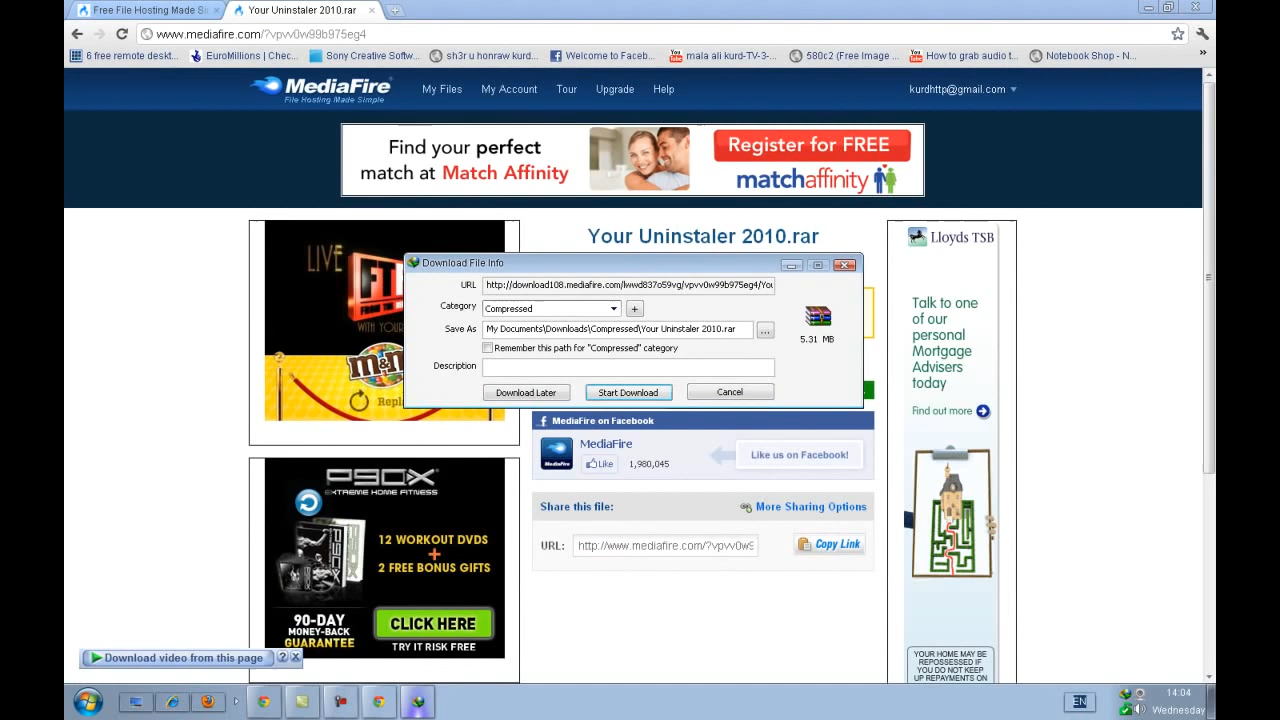 Free File Hosting Made Si
Your Uninstaler 2010.rar
www.mediafire.com/?vpvv0w99b975eg4
6 free remote deskt...
EuroMillions | Chec...
Sony Creative Softw...
sh3r u honraw kurd...
Welcome to Faceb...
mala ali kurd-TV-3-...
580c2 (Free Image ...
How to grab audio t...
Notebook Shop - N...
MediaFire
File Hosting Made Simple
My Files
My Account
Tour
Upgrade
Help
kurdhttp@gmail.com
Find your perfect
match at Match Affinity
Register for FREE
matchaffinity
Your Uninstaler 2010.rar
LIVE
WITH YOUR
m&m
Repl
Download File Info
URL
http://download108.mediafire.com/lwwd837o59vg/vpvv0w99b975eg4/You
Category
Compressed
+
Save As
My Documents\Downloads\Compressed\Your Uninstaler 2010.rar
...
5.31 MB
Remember this path for "Compressed" category
Description
Download Later
Start Download
Cancel
MediaFire on Facebook
MediaFire
MediaFire
Like
1,980,045
Like us on Facebook!
Share this file:
More Sharing Options
URL:
http://www.mediafire.com/?vpvv0w9
Copy Link
Lloyds TSB
Talk to one
of our
personal
Mortgage
Advisers
today
Find out more
YOUR HOME MAY BE
REPOSSESSED IF
YOU DO NOT KEEP
UP REPAYMENTS ON
P90X
EXTREME HOME FITNESS
12 WORKOUT DVDS
+
2 FREE BONUS GIFTS
90-DAY
MONEY-BACK
GUARANTEE
CLICK HERE
TRY IT RISK FREE
Download video from this page
?
EN
14:04
Wednesday